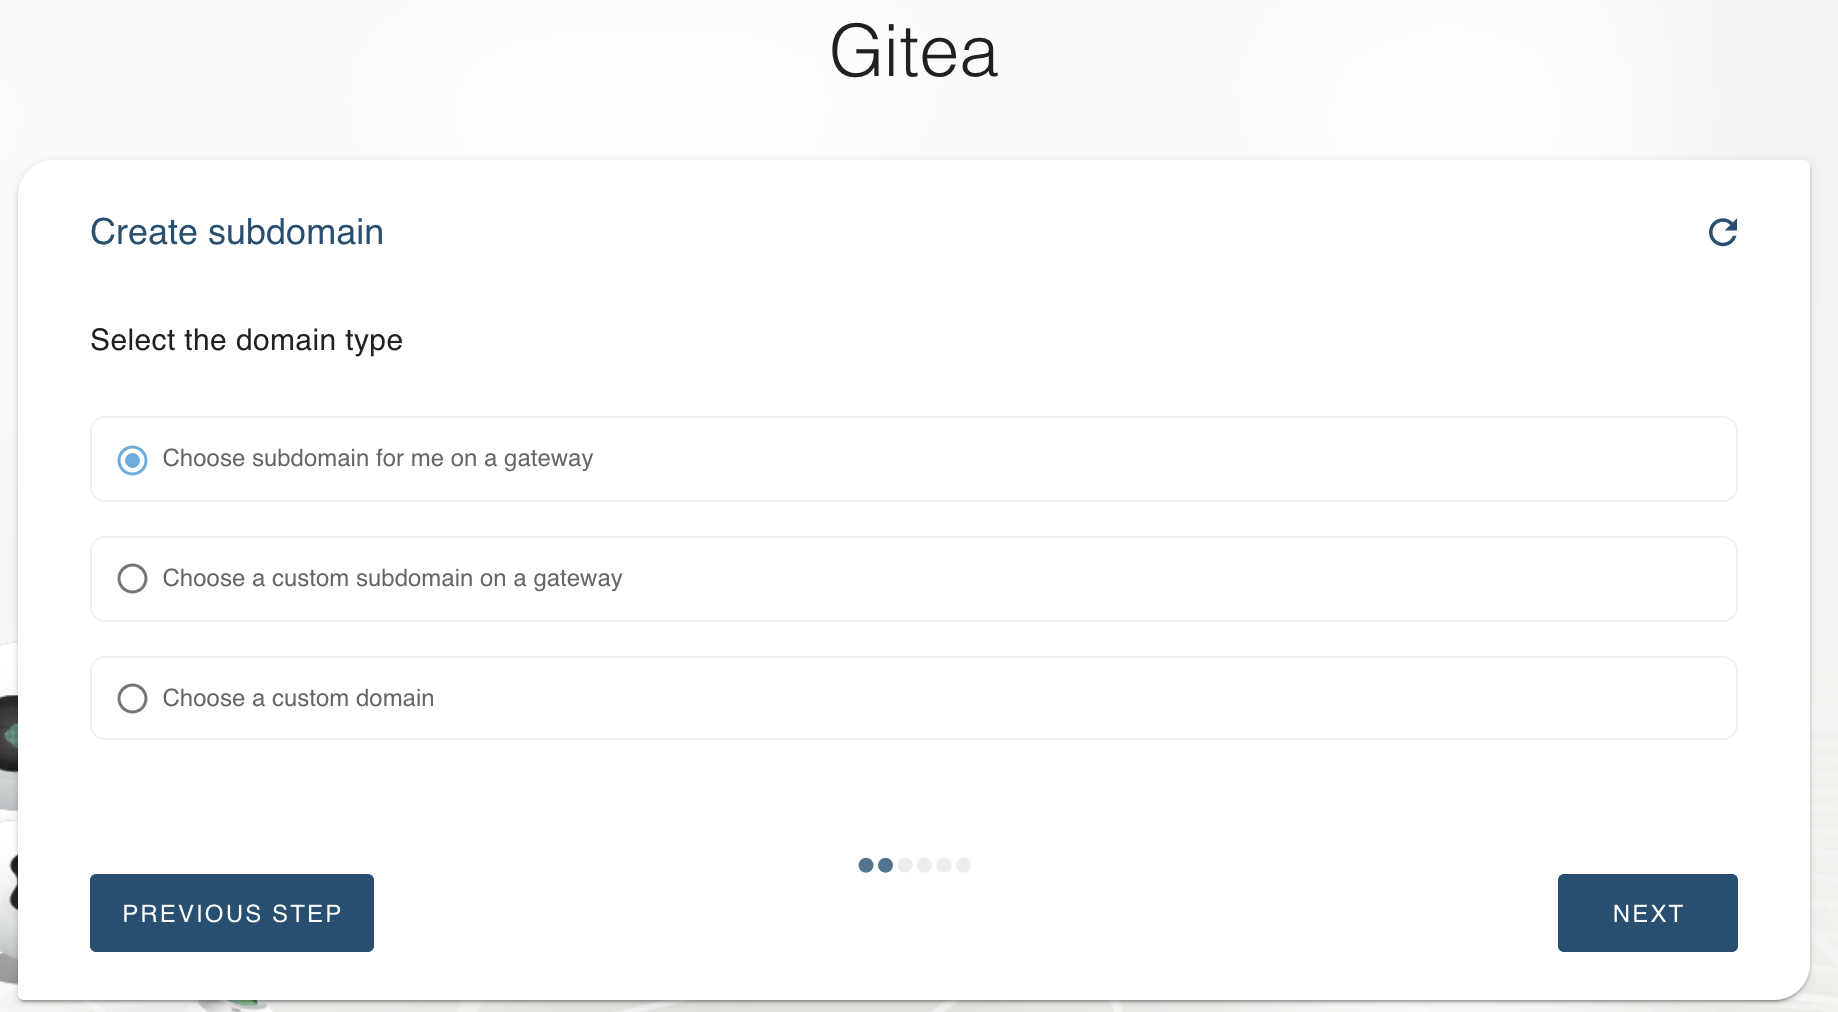 Gitea
Create subdomain
Select the domain type
Choose subdomain for me on a gateway
Choose a custom subdomain on a gateway
Choose a custom domain
PREVIOUS STEP
NEXT